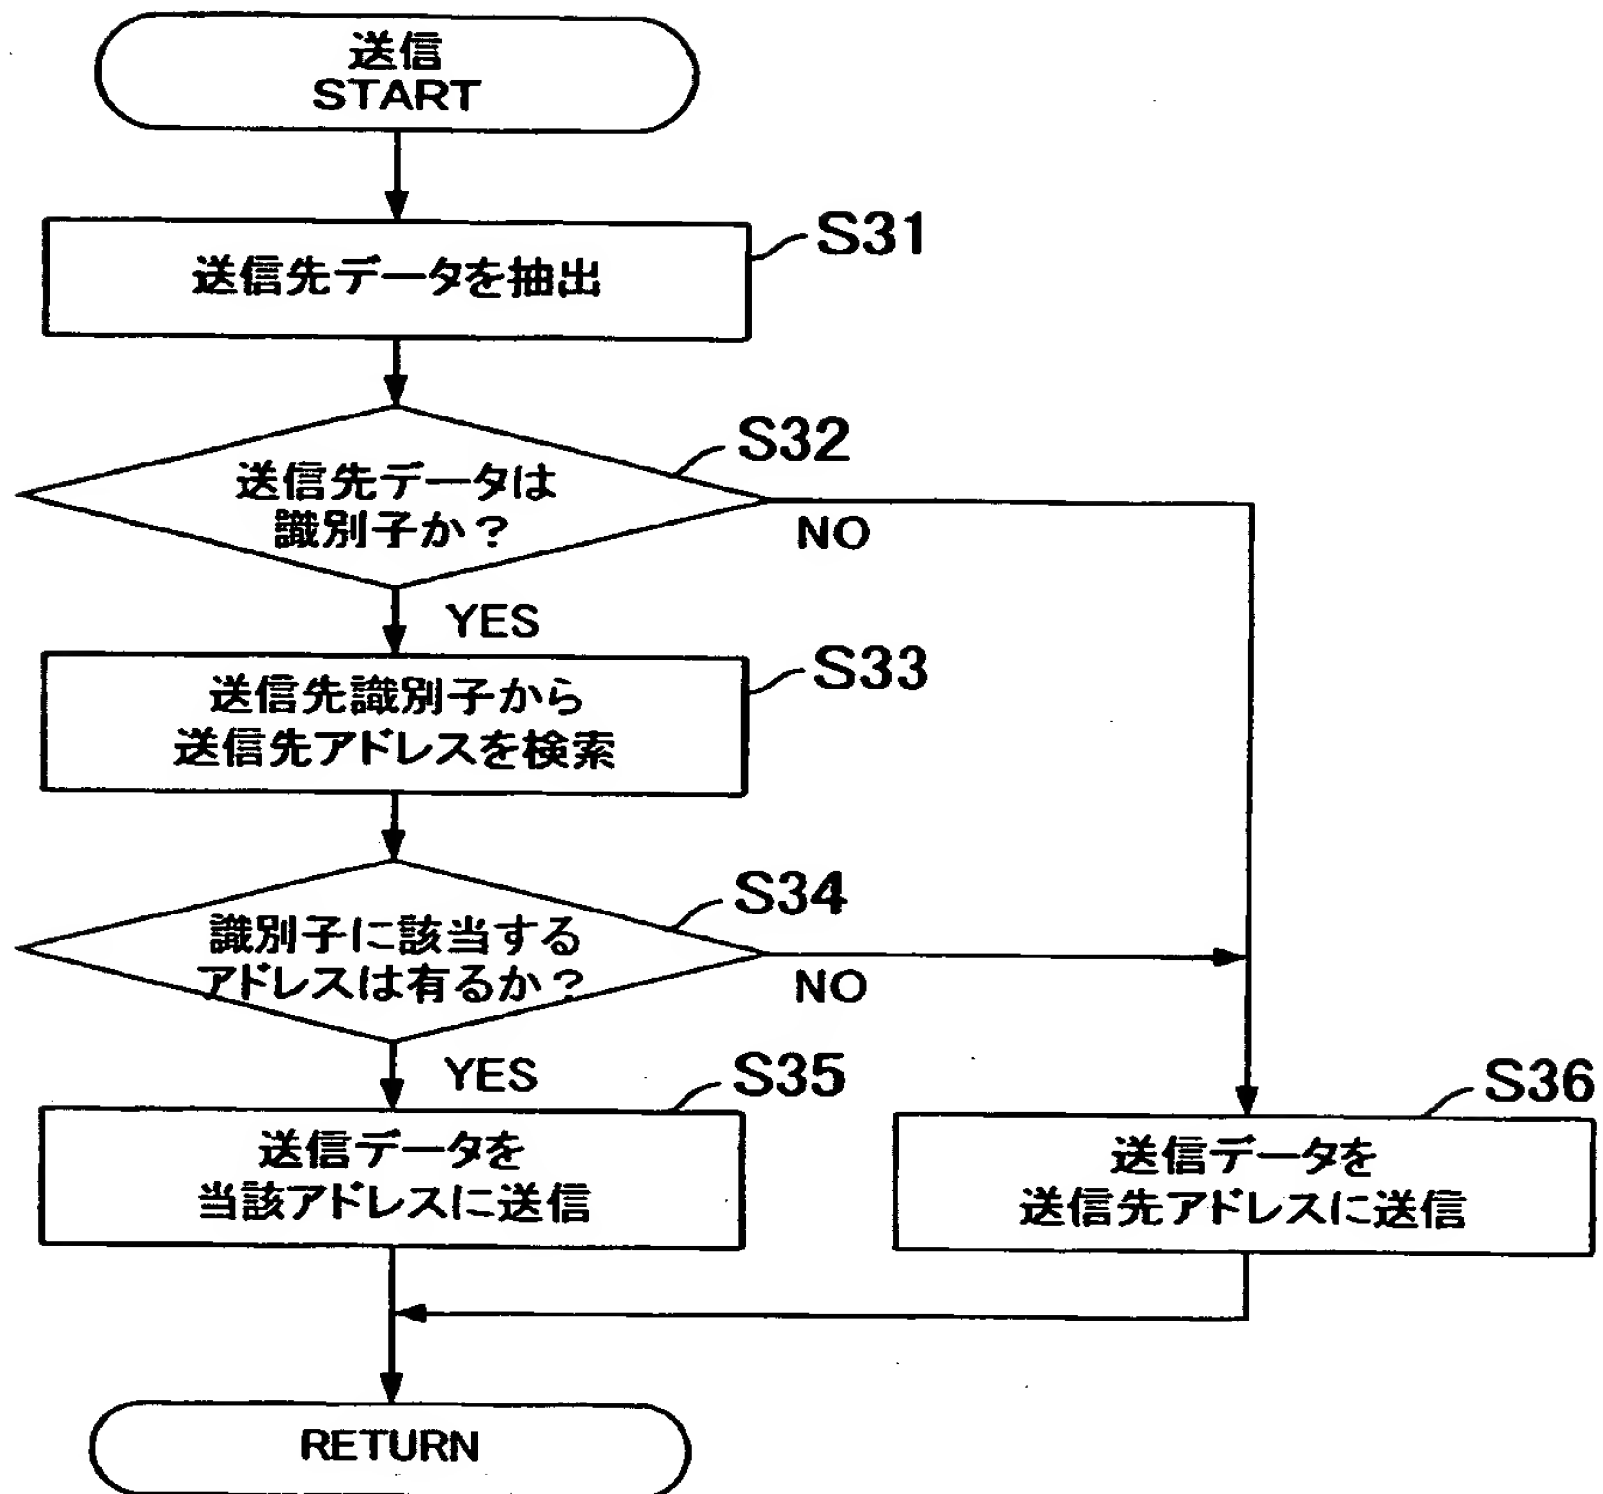 送信
START
S31
送信先データを抽出
S32
送信先データは
識別子か？
NO
YES
S33
送信先識別子から
送信先アドレスを検索
S34
識別子に該当する
アドレスは有るか？
NO
YES
S35
送信データを
当該アドレスに送信
S36
送信データを
送信先アドレスに送信
RETURN